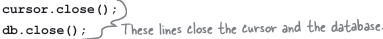 cursor.close();
db.close();
These lines close the cursor and the database.